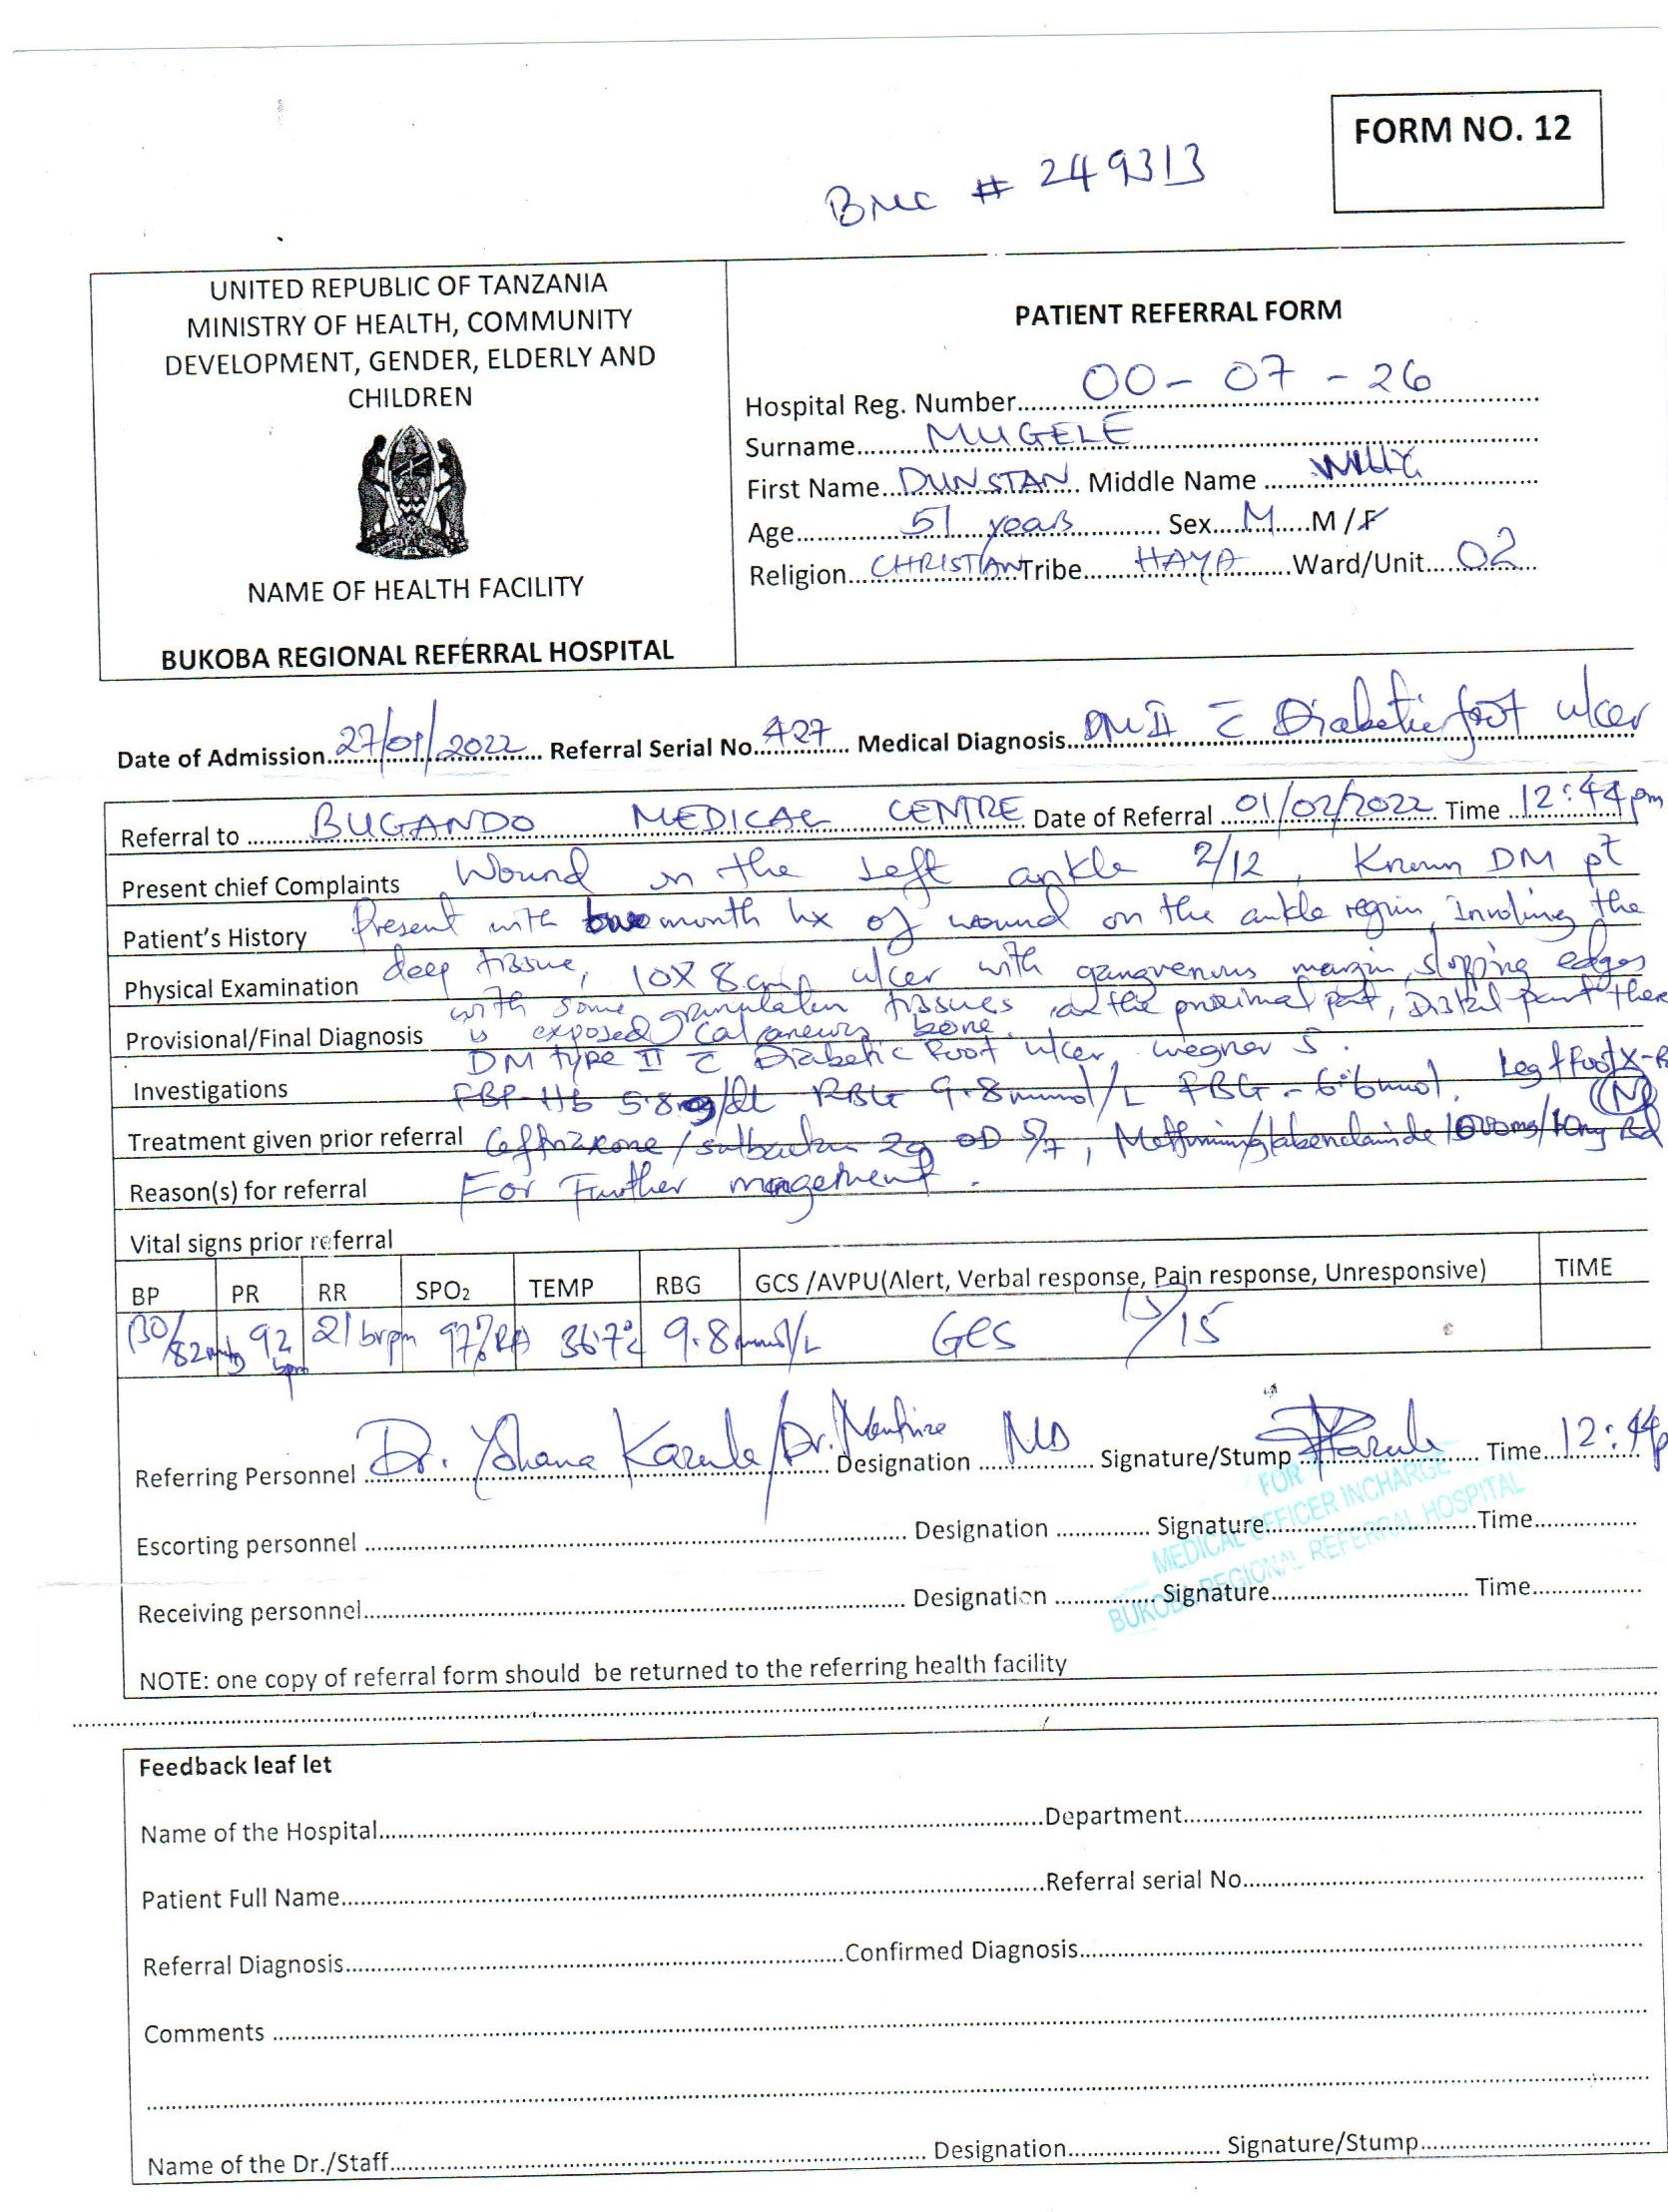 FORM NO. 12
BMC # 249313
UNITED REPUBLIC OF TANZANIA
MINISTRY OF HEALTH, COMMUNITY
DEVELOPMENT, GENDER, ELDERLY AND
CHILDREN
NAME OF HEALTH FACILITY
BUKOBA REGIONAL REFERRAL HOSPITAL
PATIENT REFERRAL FORM
Hospital Reg. Number 00-07-26
Surname MUGELE
First Name DUNSTAN Middle Name WILLY
Age 51 years Sex M M/F
Religion CHRISTIAN Tribe HAYA Ward/Unit 02
Date of Admission 27/01/2022 Referral Serial No. 427 Medical Diagnosis DM II c̄ Diabetic foot ulcer
Referral to BUGANDO MEDICAL CENTRE Date of Referral 01/02/2022 Time 12:44pm
Present chief Complaints Wound on the Left ankle 2/12, Known DM pt
Patient's History Present with two month hx of wound on the ankle region, Involving the
Physical Examination deep tissue, 10X8cm ulcer with gangrenous margin, slopping edges
with some granulation tissues at the proximal part, Distal part there
Provisional/Final Diagnosis is exposed calcaneus bone.
DM type II c̄ Diabetic Foot ulcer, wegner 5.
Investigations FBP-Hb 5.8g/dl RBG 9.8mmol/L FBG - 6.6mmol. Leg & Foot X-R
Treatment given prior referral Ceftriaxone/sulbactam 2g OD 5/7, Metformin/glabenclamide 1000mg/10mg Bd
Reason(s) for referral For Further mangement.
Vital signs prior referral
BP PR RR SPO2 TEMP RBG GCS /AVPU(Alert, Verbal response, Pain response, Unresponsive) TIME
130/82mmHg 92 bpm 21brpm 97%RA 36.7°C 9.8mmol/L GCS 15/15
Referring Personnel Dr. Yohana Designation MD Signature/Stump Time 12:44p
FOR
MEDICAL OFFICER INCHARGE
BUKOBA REGIONAL REFERRAL HOSPITAL
Escorting personnel Designation Signature Time
Receiving personnel Designation Signature Time
NOTE: one copy of referral form should be returned to the referring health facility
Feedback leaf let
Name of the Hospital Department
Patient Full Name Referral serial No
Referral Diagnosis Confirmed Diagnosis
Comments
Name of the Dr./Staff Designation Signature/Stump